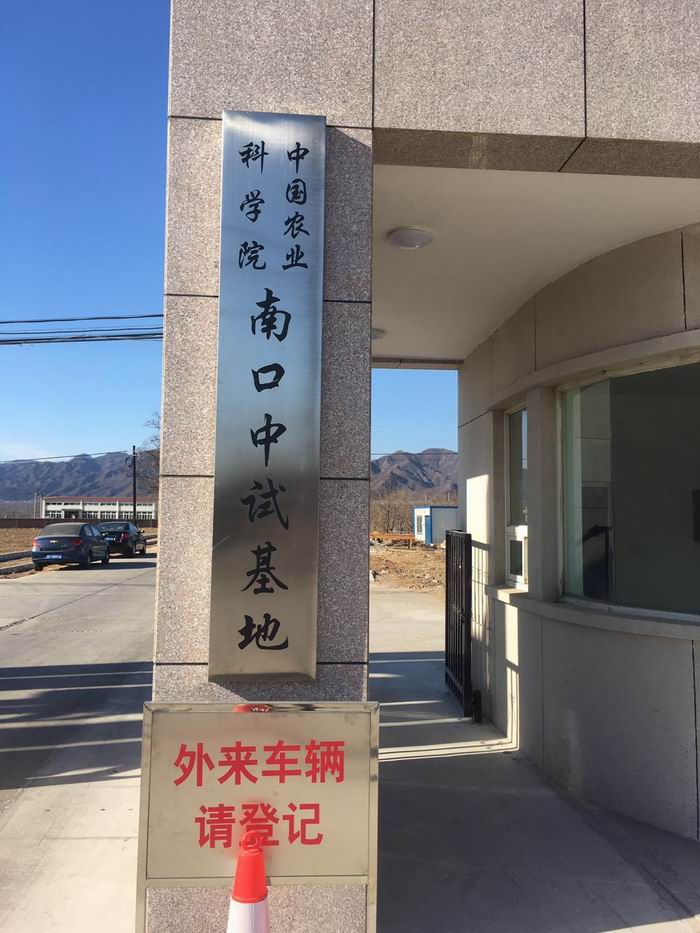 中国农业
科学院
南口中试基地
外来车辆
请登记